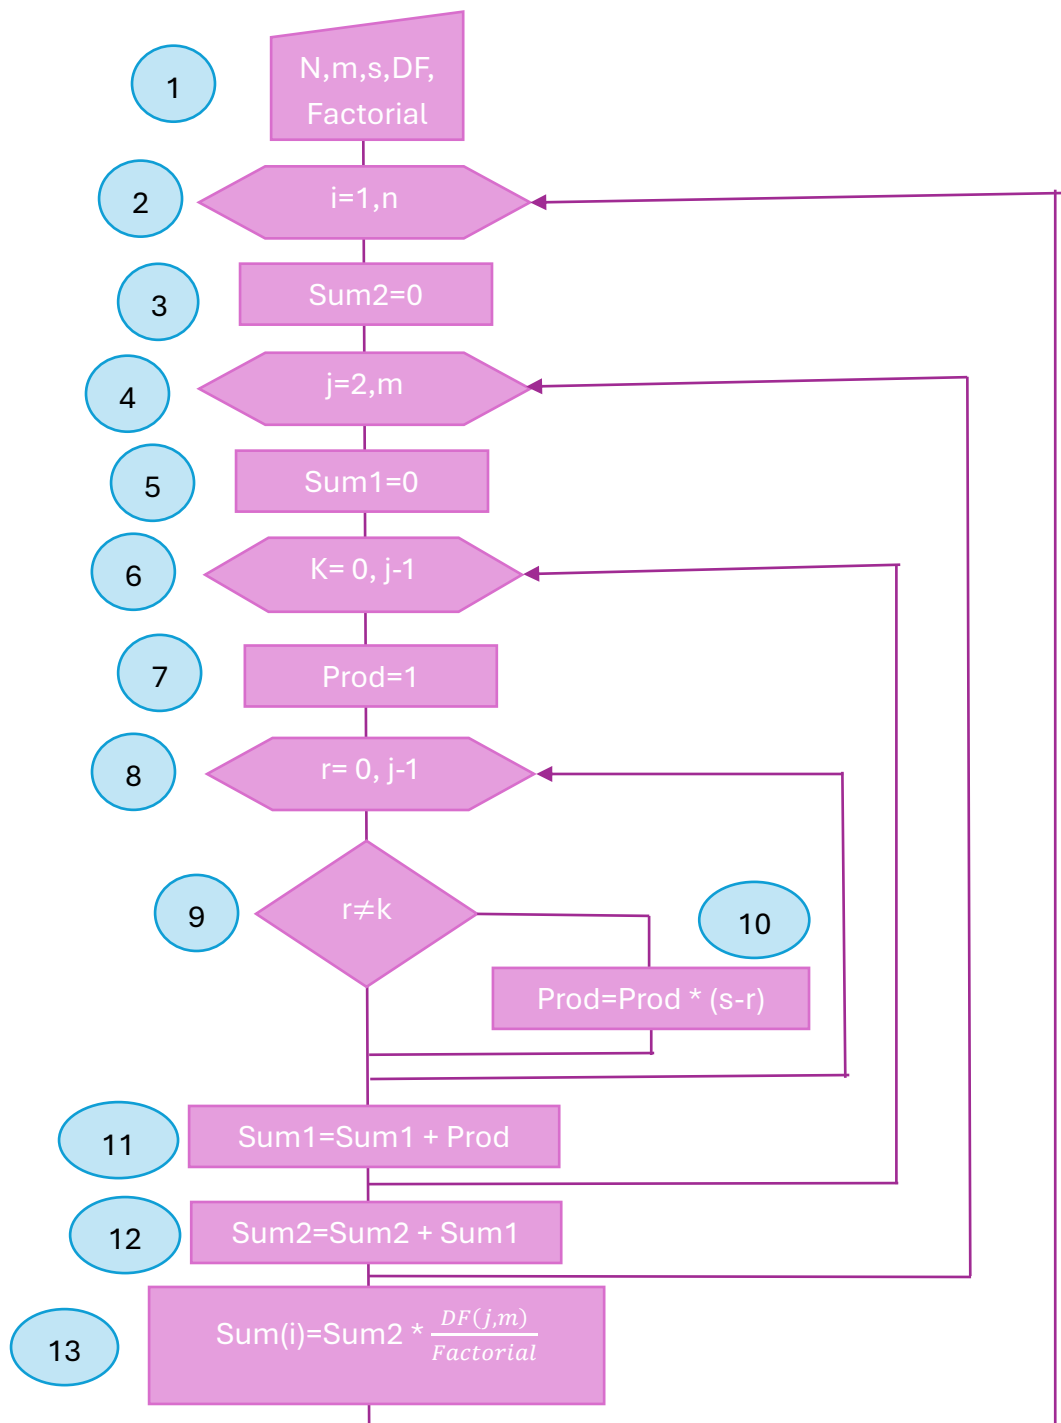 1
N,m,s,DF,
Factorial
2
i=1,n
3
Sum2=0
4
j=2,m
5
Sum1=0
6
K= 0, j-1
7
Prod=1
8
r= 0, j-1
9
r≠k
10
Prod=Prod * (s-r)
11
Sum1=Sum1 + Prod
12
Sum2=Sum2 + Sum1
13
Sum(i)=Sum2 * DF(j,m)/Factorial